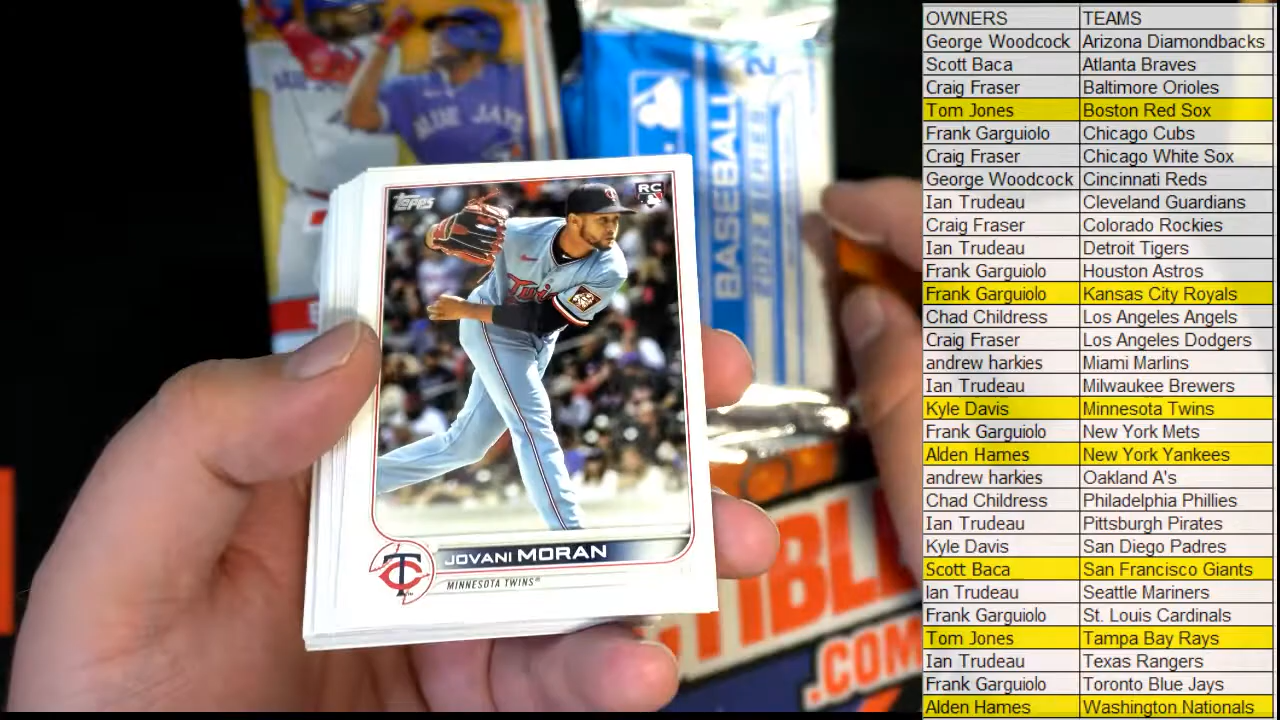 BLUE JAYS
BASEBALL
2
Topps
RC
Twins
JOVANI MORAN
MINNESOTA TWINS
TC
.COM
OWNERS TEAMS
George Woodcock Arizona Diamondbacks
Scott Baca Atlanta Braves
Craig Fraser Baltimore Orioles
Tom Jones Boston Red Sox
Frank Garguiolo Chicago Cubs
Craig Fraser Chicago White Sox
George Woodcock Cincinnati Reds
Ian Trudeau Cleveland Guardians
Craig Fraser Colorado Rockies
Ian Trudeau Detroit Tigers
Frank Garguiolo Houston Astros
Frank Garguiolo Kansas City Royals
Chad Childress Los Angeles Angels
Craig Fraser Los Angeles Dodgers
andrew harkies Miami Marlins
Ian Trudeau Milwaukee Brewers
Kyle Davis Minnesota Twins
Frank Garguiolo New York Mets
Alden Hames New York Yankees
andrew harkies Oakland A's
Chad Childress Philadelphia Phillies
Ian Trudeau Pittsburgh Pirates
Kyle Davis San Diego Padres
Scott Baca San Francisco Giants
Ian Trudeau Seattle Mariners
Frank Garguiolo St. Louis Cardinals
Tom Jones Tampa Bay Rays
Ian Trudeau Texas Rangers
Frank Garguiolo Toronto Blue Jays
Alden Hames Washington Nationals